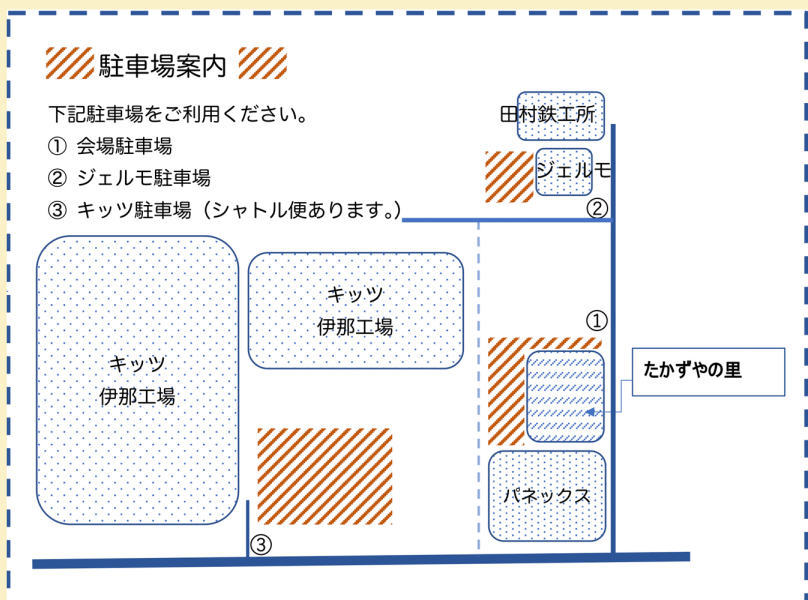 駐車場案内
下記駐車場をご利用ください。
① 会場駐車場
② ジェルモ駐車場
③ キッツ駐車場（シャトル便あります。）
田村鉄工所
ジェルモ
②
キッツ
伊那工場
キッツ
伊那工場
①
たかずやの里
パネックス
③